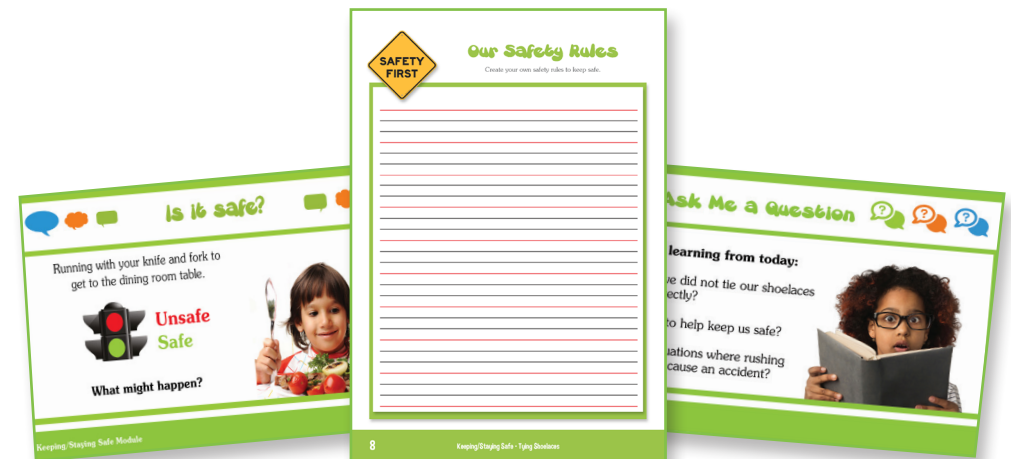 Is it safe?
Running with your knife and fork to
get to the dining room table.
Unsafe
Safe
What might happen?
Keeping/Staying Safe Module
SAFETY
FIRST
Our Safety Rules
Create your own safety rules to keep safe.
8
Keeping/Staying Safe - Tying Shoelaces
Ask Me a Question
? ? ?
learning from today:
did not tie our shoelaces
to help keep us safe?
where rushing
cause an accident?